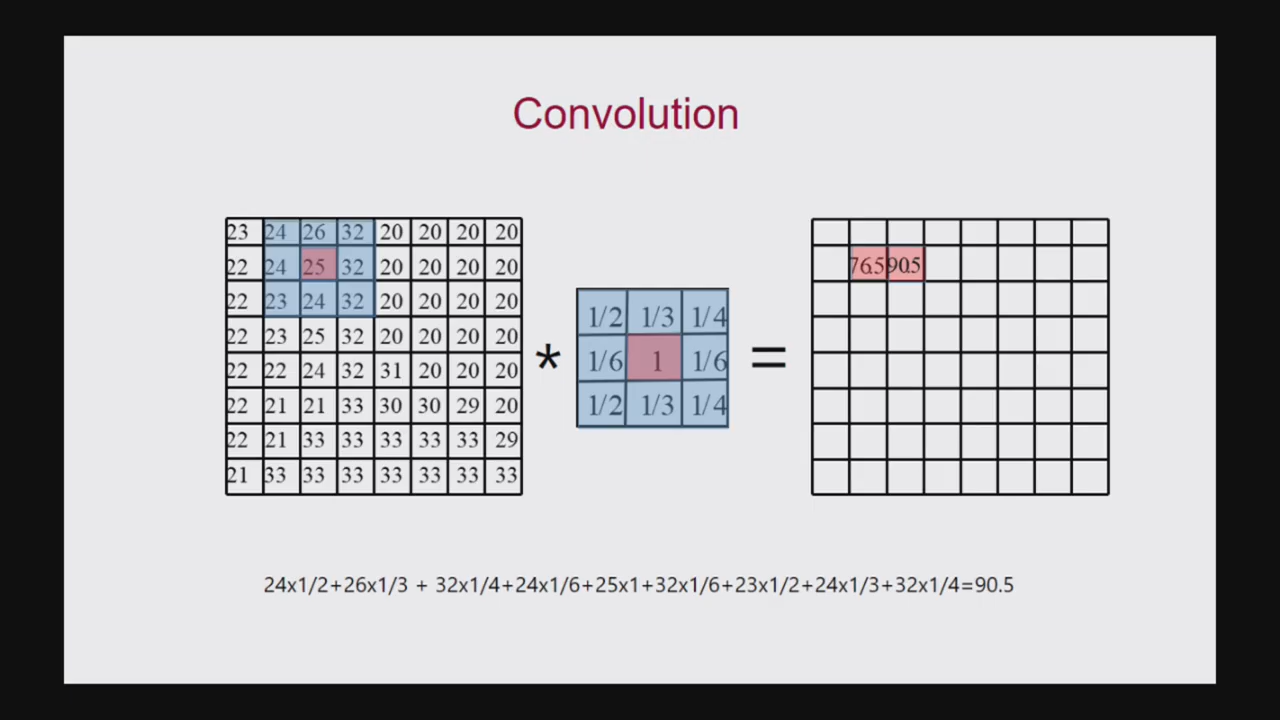 Convolution
23 24 26 32 20 20 20 20
22 24 25 32 20 20 20 20
22 23 24 32 20 20 20 20
22 23 25 32 20 20 20 20
22 22 24 32 31 20 20 20
22 21 21 33 30 30 29 20
22 21 33 33 33 33 33 29
21 33 33 33 33 33 33 33
*
1/2 1/3 1/4
1/6 1 1/6
1/2 1/3 1/4
=
76.5 90.5
24x1/2+26x1/3 + 32x1/4+24x1/6+25x1+32x1/6+23x1/2+24x1/3+32x1/4=90.5